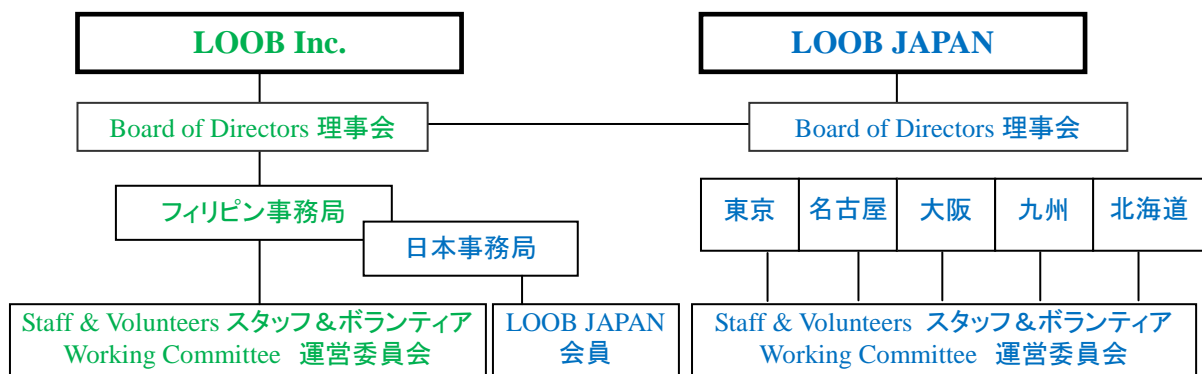 LOOB Inc.
LOOB JAPAN
Board of Directors 理事会
Board of Directors 理事会
フィリピン事務局
日本事務局
東京
名古屋
大阪
九州
北海道
Staff & Volunteers スタッフ&ボランティア
Working Committee 運営委員会
LOOB JAPAN
会員
Staff & Volunteers スタッフ&ボランティア
Working Committee 運営委員会